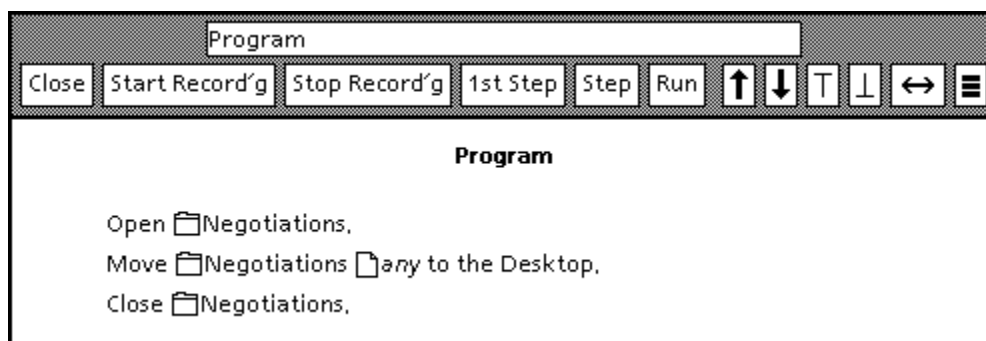 Program
Close Start Record´g Stop Record´g 1st Step Step Run
Program
Open Negotiations,
Move Negotiations any to the Desktop,
Close Negotiations,